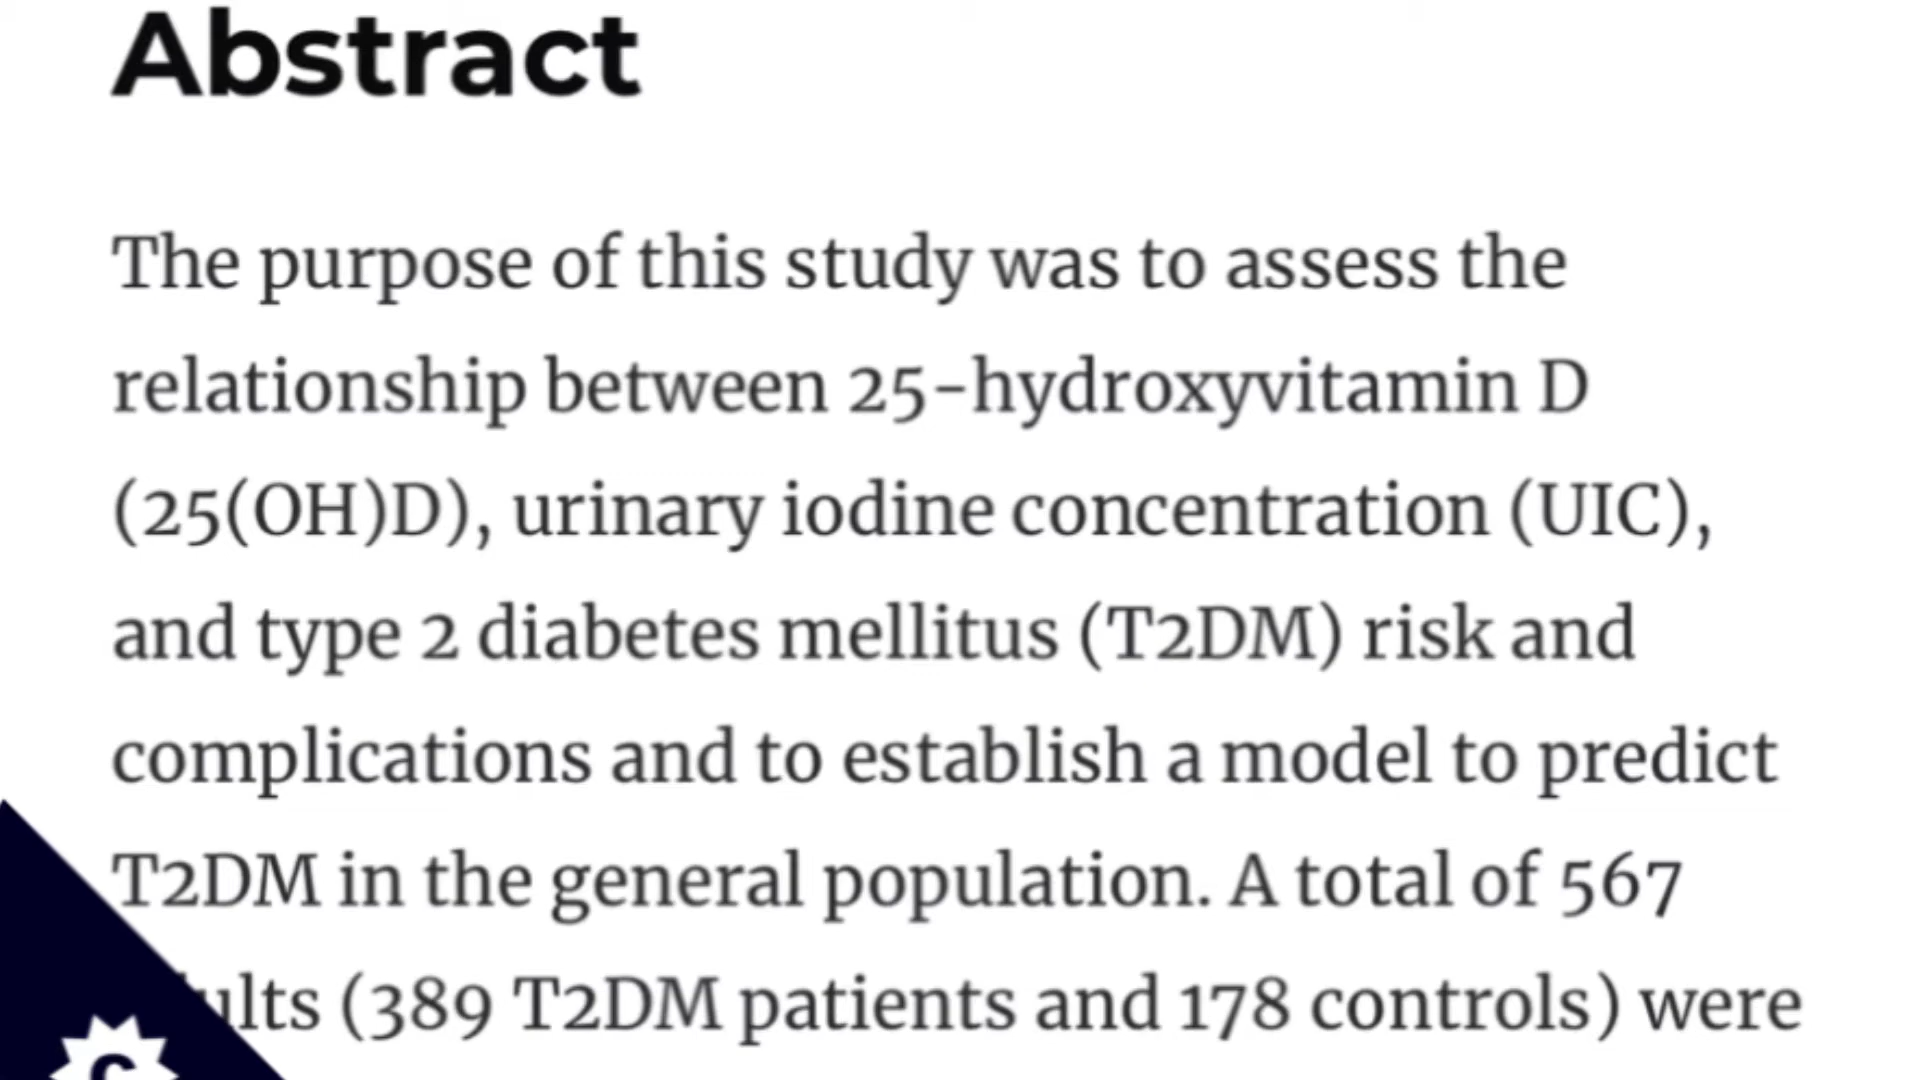 Abstract
The purpose of this study was to assess the
relationship between 25-hydroxyvitamin D
(25(OH)D), urinary iodine concentration (UIC),
and type 2 diabetes mellitus (T2DM) risk and
complications and to establish a model to predict
T2DM in the general population. A total of 567
(389 T2DM patients and 178 controls) were